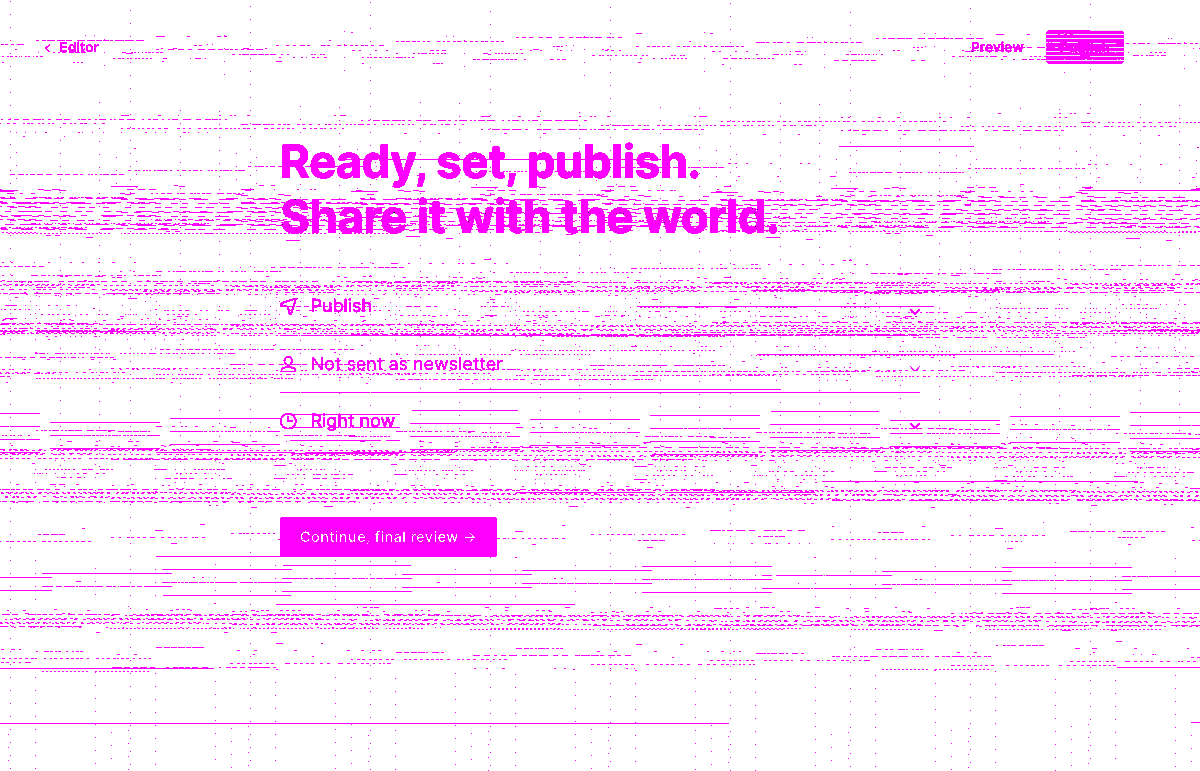 Editor
Preview
Ready, set, publish.
Share it with the world.
Publish
Not sent as newsletter
Right now
Continue, final review →